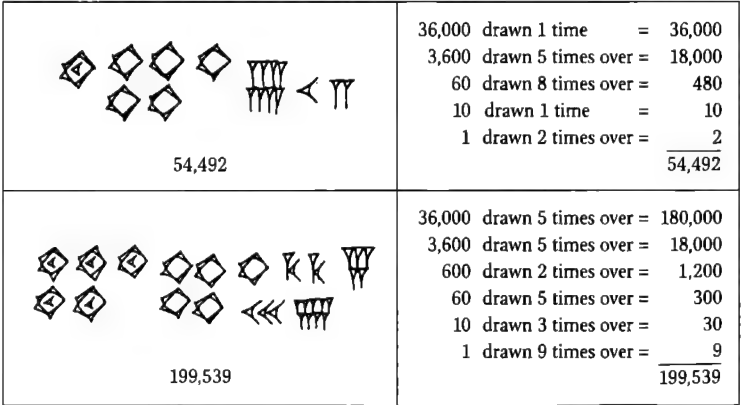 54,492
36,000 drawn 1 time = 36,000
3,600 drawn 5 times over = 18,000
60 drawn 8 times over = 480
10 drawn 1 time = 10
1 drawn 2 times over = 2
54,492
199,539
36,000 drawn 5 times over = 180,000
3,600 drawn 5 times over = 18,000
600 drawn 2 times over = 1,200
60 drawn 5 times over = 300
10 drawn 3 times over = 30
1 drawn 9 times over = 9
199,539